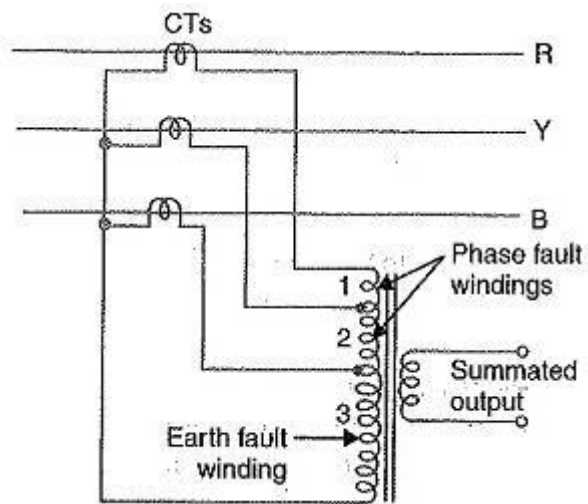 CTs
R
Y
B
Phase fault
windings
1
2
3
Summated
output
Earth fault
winding